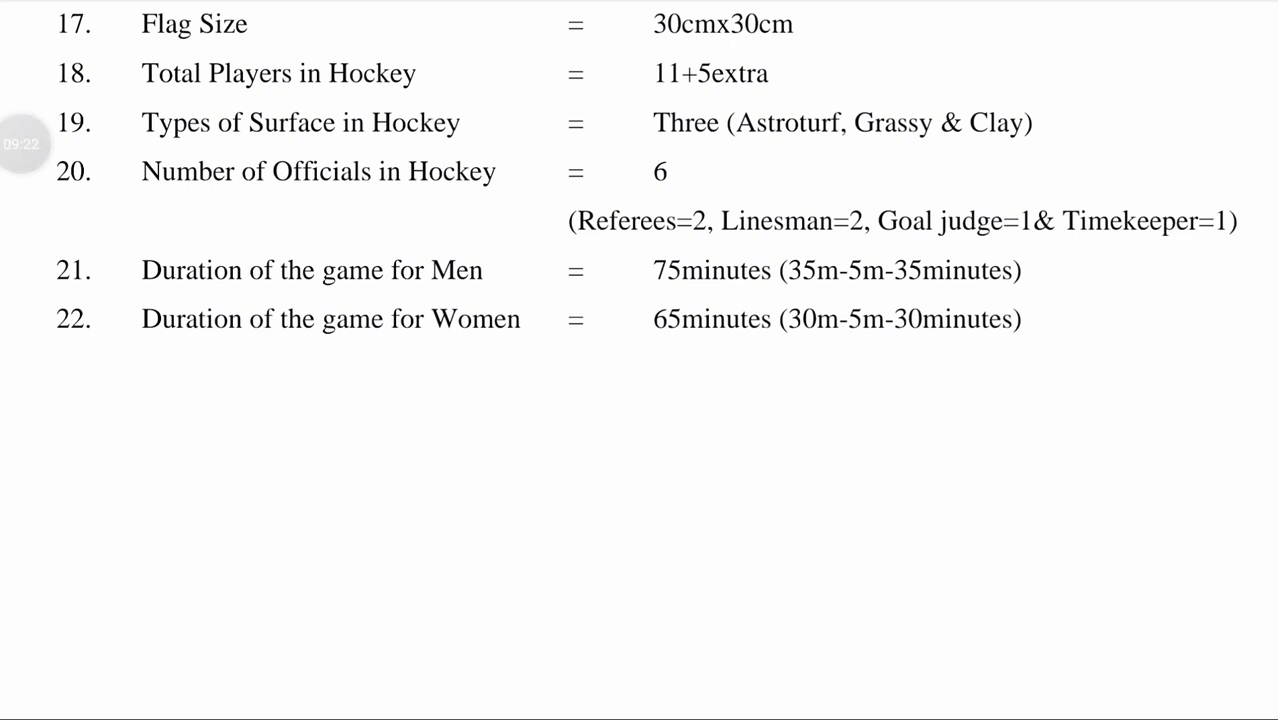 17. Flag Size = 30cmx30cm
18. Total Players in Hockey = 11+5extra
19. Types of Surface in Hockey = Three (Astroturf, Grassy & Clay)
09:22
20. Number of Officials in Hockey = 6
(Referees=2, Linesman=2, Goal judge=1& Timekeeper=1)
21. Duration of the game for Men = 75minutes (35m-5m-35minutes)
22. Duration of the game for Women = 65minutes (30m-5m-30minutes)